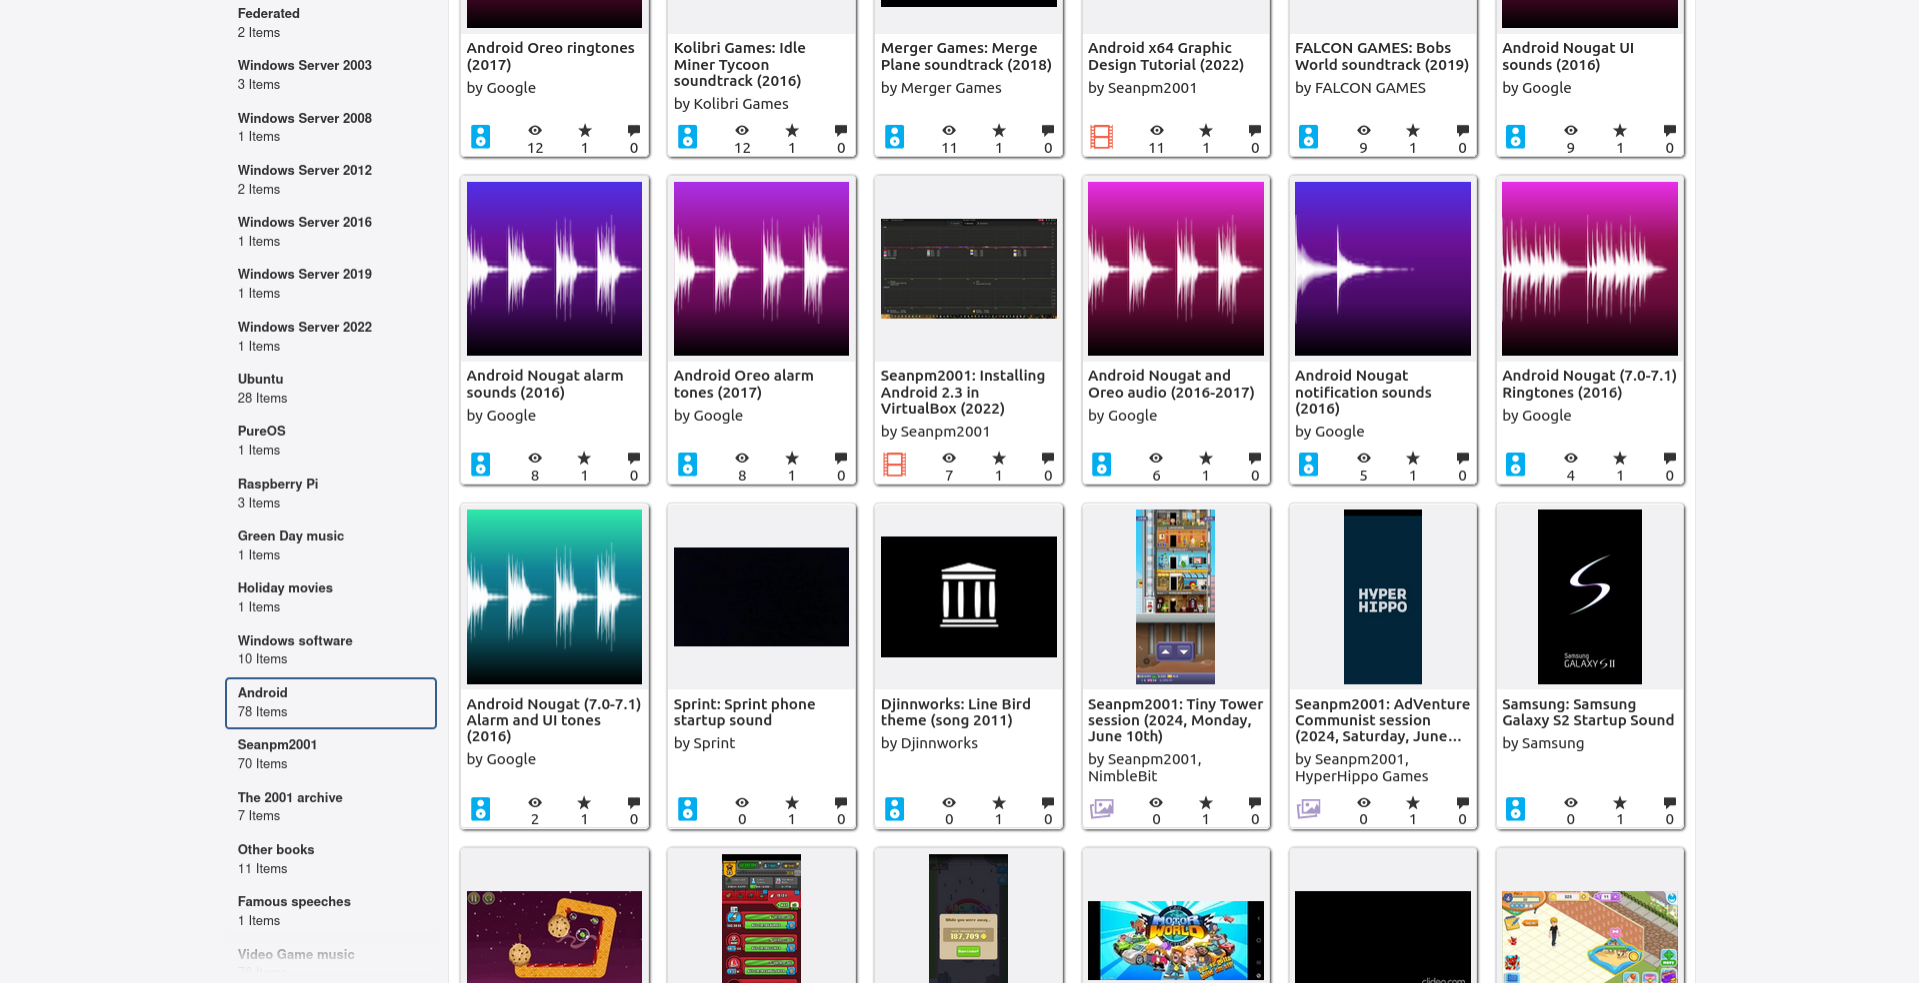 Federated
2 Items
Windows Server 2003
3 Items
Windows Server 2008
1 Items
Windows Server 2012
2 Items
Windows Server 2016
1 Items
Windows Server 2019
1 Items
Windows Server 2022
1 Items
Ubuntu
28 Items
PureOS
1 Items
Raspberry Pi
3 Items
Green Day music
1 Items
Holiday movies
1 Items
Windows software
10 Items
Android
78 Items
Seanpm2001
70 Items
The 2001 archive
7 Items
Other books
11 Items
Famous speeches
1 Items
Video Game music
Android Oreo ringtones
(2017)
by Google
12 1 0
Kolibri Games: Idle
Miner Tycoon
soundtrack (2016)
by Kolibri Games
12 1 0
Merger Games: Merge
Plane soundtrack (2018)
by Merger Games
11 1 0
Android x64 Graphic
Design Tutorial (2022)
by Seanpm2001
11 1 0
FALCON GAMES: Bobs
World soundtrack (2019)
by FALCON GAMES
9 1 0
Android Nougat UI
sounds (2016)
by Google
9 1 0
Android Nougat alarm
sounds (2016)
by Google
8 1 0
Android Oreo alarm
tones (2017)
by Google
8 1 0
Seanpm2001: Installing
Android 2.3 in
VirtualBox (2022)
by Seanpm2001
7 1 0
Android Nougat and
Oreo audio (2016-2017)
by Google
6 1 0
Android Nougat
notification sounds
(2016)
by Google
5 1 0
Android Nougat (7.0-7.1)
Ringtones (2016)
by Google
4 1 0
Android Nougat (7.0-7.1)
Alarm and UI tones
(2016)
by Google
2 1 0
Sprint: Sprint phone
startup sound
by Sprint
0 1 0
Djinnworks: Line Bird
theme (song 2011)
by Djinnworks
0 1 0
Seanpm2001: Tiny Tower
session (2024, Monday,
June 10th)
by Seanpm2001,
NimbleBit
0 1 0
HYPER
HIPPO
Seanpm2001: AdVenture
Communist session
(2024, Saturday, June...
by Seanpm2001,
HyperHippo Games
0 1 0
Samsung
GALAXY S II
Samsung: Samsung
Galaxy S2 Startup Sound
by Samsung
0 1 0
While you were away...
187,709
MOTOR
WORLD
clideo.com